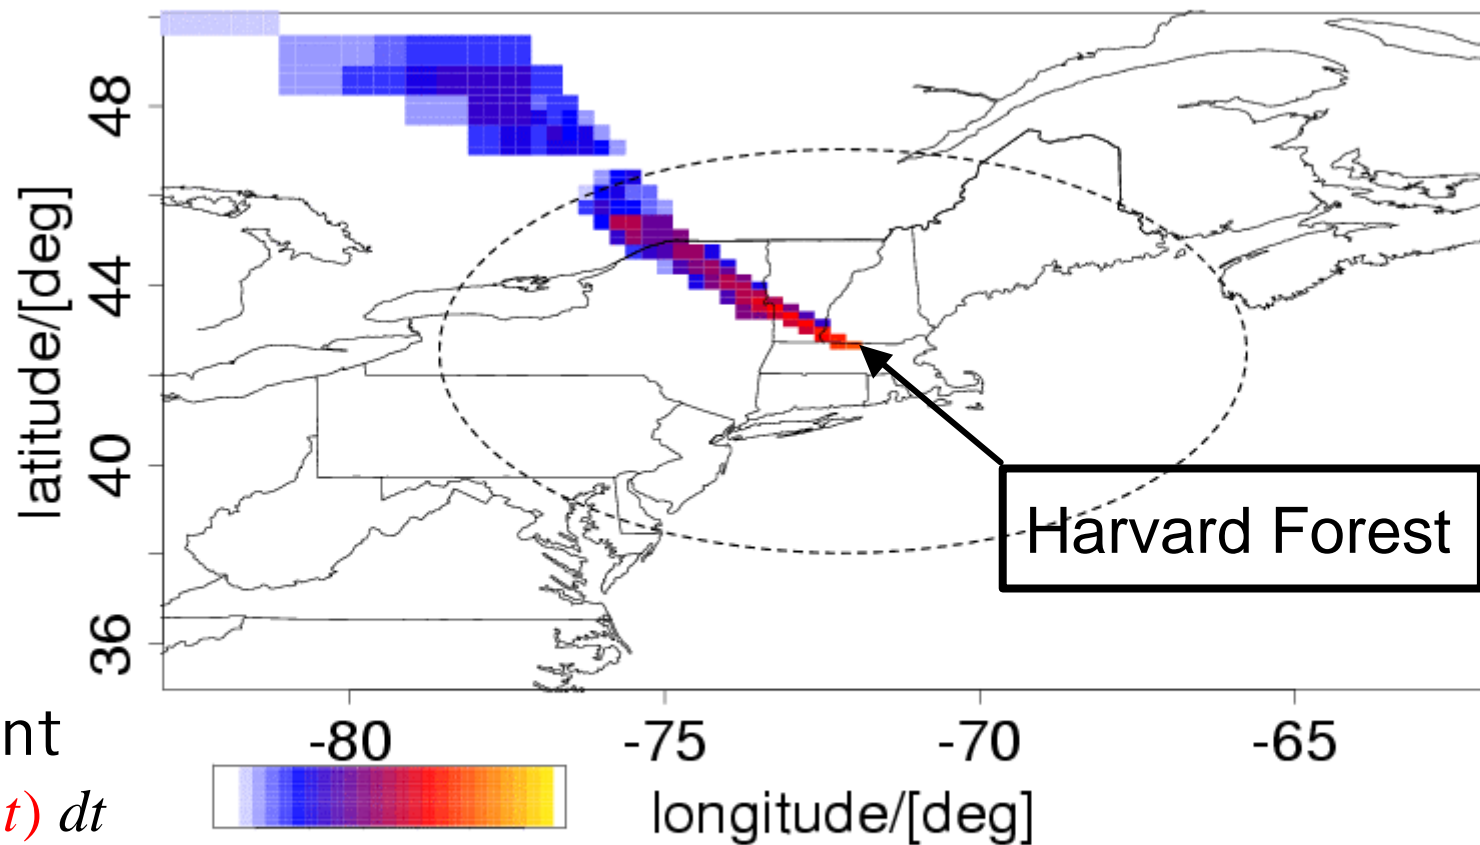 48
44
40
36
latitude/[deg]
Harvard Forest
-80 -75 -70 -65
longitude/[deg]
nt
t) dt